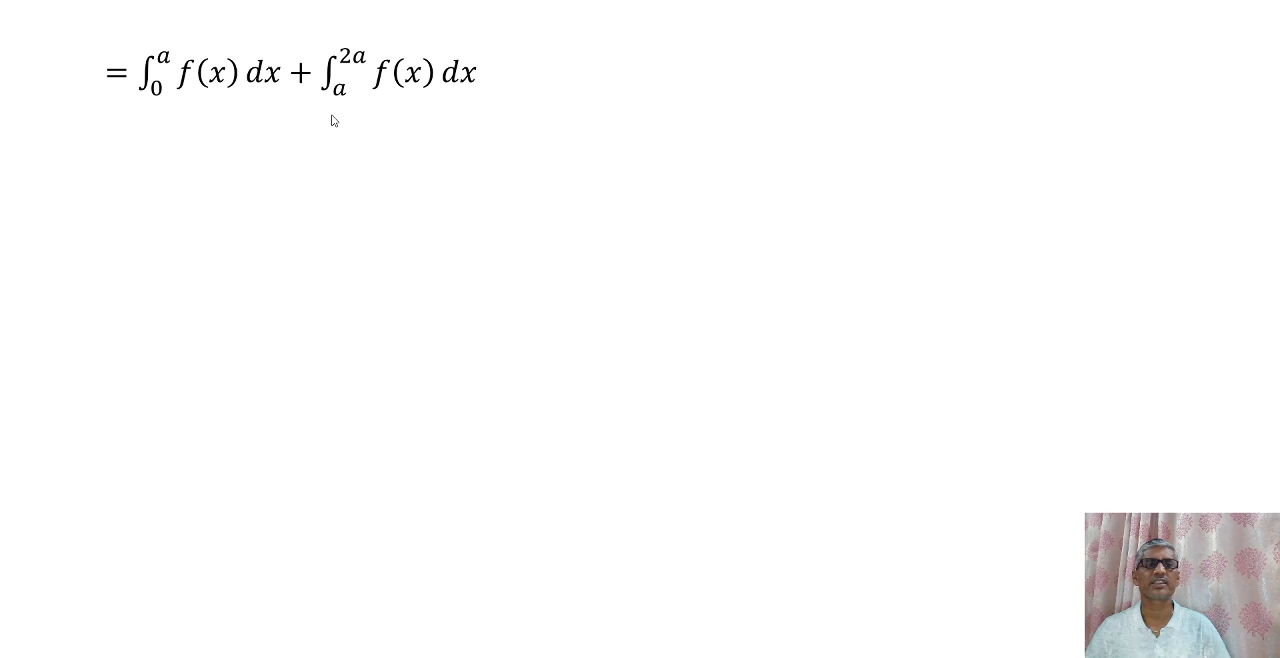 = ∫₀ᵃ f(x) dx + ∫ₐ²ᵃ f(x) dx